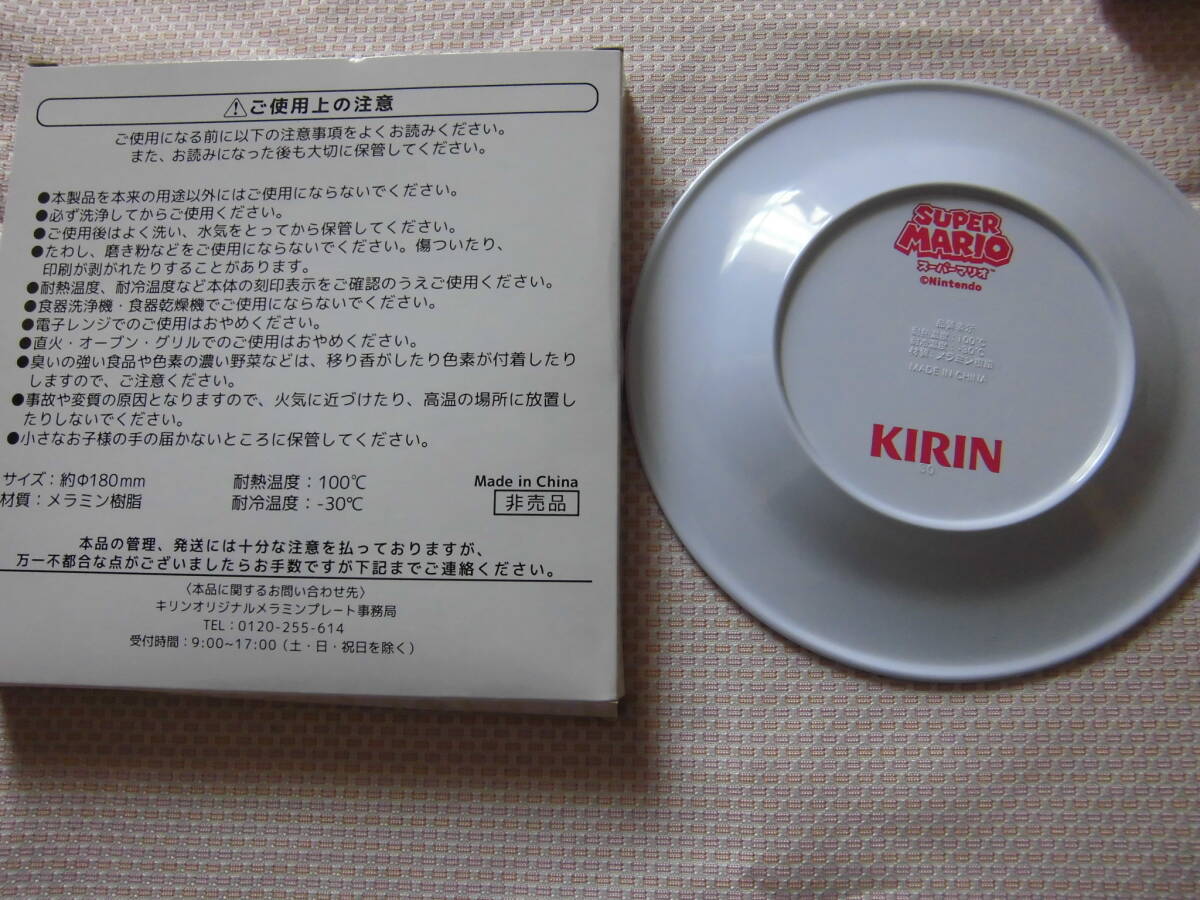 ⚠ご使用上の注意
ご使用になる前に以下の注意事項をよくお読みください。
また、お読みになった後も大切に保管してください。
●本製品を本来の用途以外にはご使用にならないでください。
●必ず洗浄してからご使用ください。
●ご使用後はよく洗い、水気をとってから保管してください。
●たわし、磨き粉などをご使用にならないでください。傷ついたり、
印刷が剥がれたりすることがあります。
●耐熱温度、耐冷温度など本体の刻印表示をご確認のうえご使用ください。
●食器洗浄機・食器乾燥機でご使用にならないでください。
●電子レンジでのご使用はおやめください。
●直火・オーブン・グリルでのご使用はおやめください。
●臭いの強い食品や色素の濃い野菜などは、移り香がしたり色素が付着したり
しますので、ご注意ください。
●事故や変質の原因となりますので、火気に近づけたり、高温の場所に放置し
たりしないでください。
●小さなお子様の手の届かないところに保管してください。
サイズ：約Φ180mm 耐熱温度：100℃ Made in China
材質：メラミン樹脂 耐冷温度：-30℃ 非売品
本品の管理、発送には十分な注意を払っておりますが、
万一不都合な点がございましたらお手数ですが下記までご連絡ください。
〈本品に関するお問い合わせ先〉
キリンオリジナルメラミンプレート事務局
TEL：0120-255-614
受付時間：9:00~17:00（土・日・祝日を除く）
SUPER
MARIO
スーパーマリオ™
©Nintendo
品質表示
耐熱温度：100℃
耐冷温度：-30℃
材質：メラミン樹脂
MADE IN CHINA
KIRIN
30